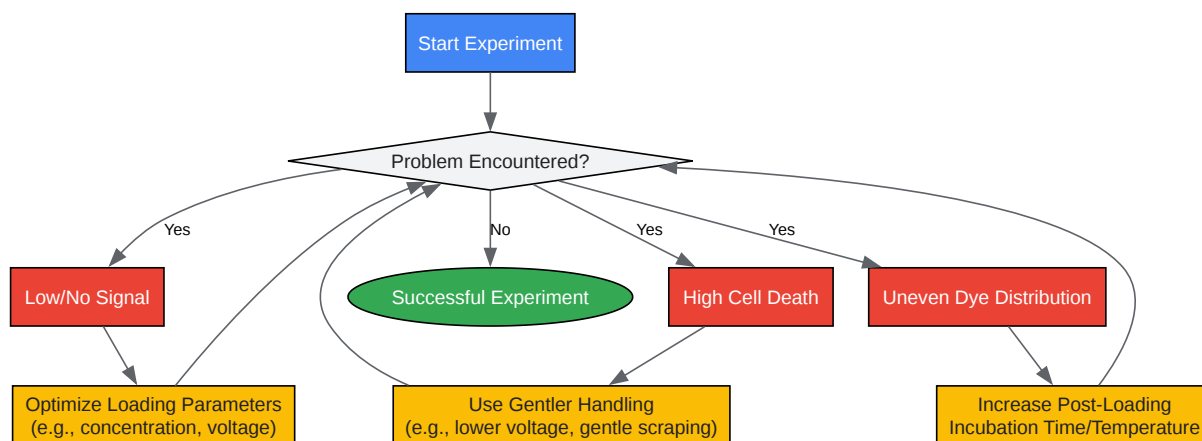 Start Experiment
Problem Encountered?
Yes
No
Yes
Yes
Low/No Signal
Successful Experiment
High Cell Death
Uneven Dye Distribution
Optimize Loading Parameters
(e.g., concentration, voltage)
Use Gentler Handling
(e.g., lower voltage, gentle scraping)
Increase Post-Loading
Incubation Time/Temperature